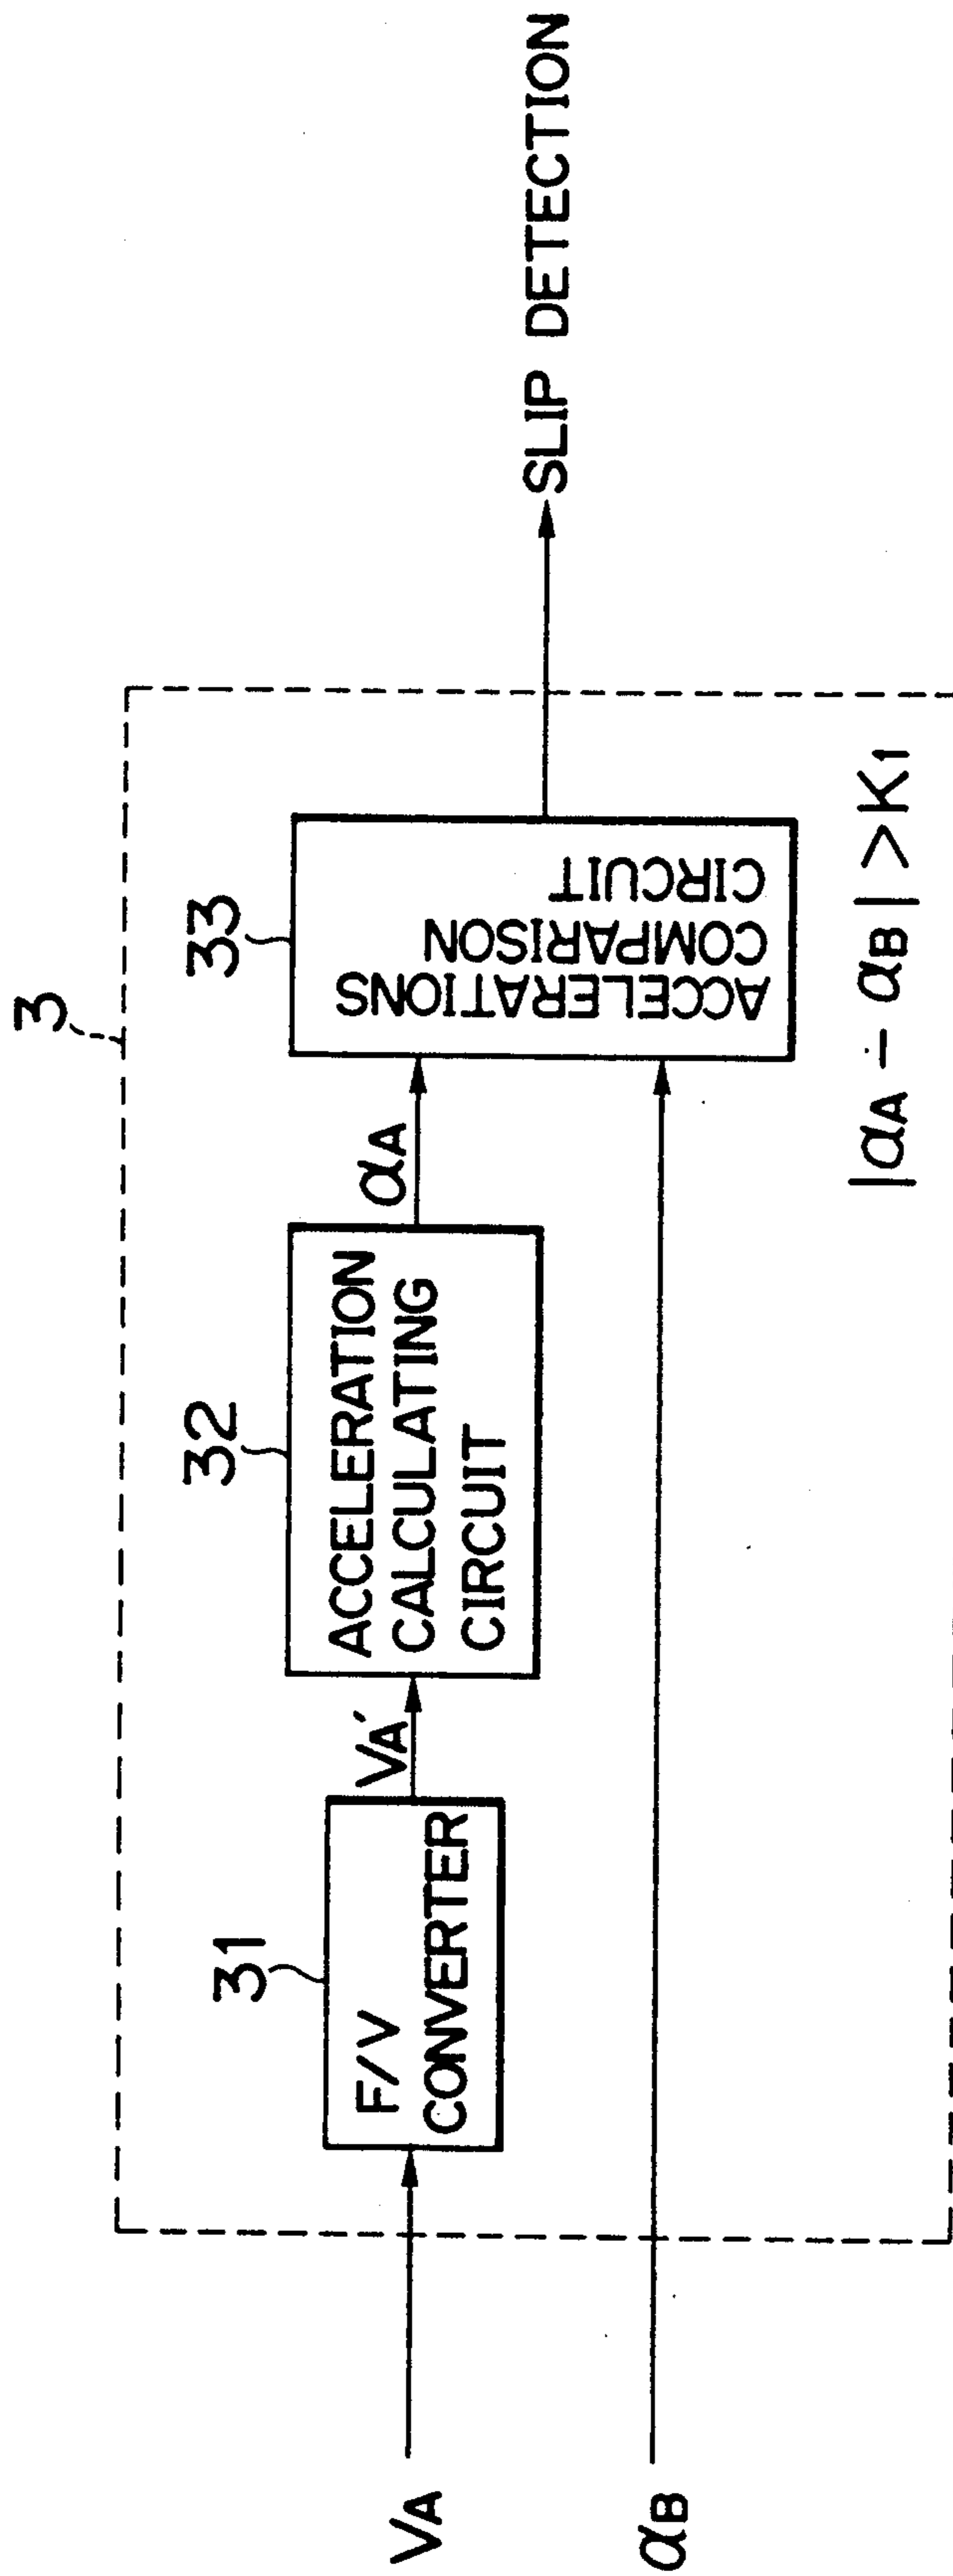 3
31
F/V
CONVERTER
32
ACCELERATION
CALCULATING
CIRCUIT
33
ACCELERATIONS
COMPARISON
CIRCUIT
VA
VA′
αA
αB
|αA - αB| >K1
SLIP DETECTION